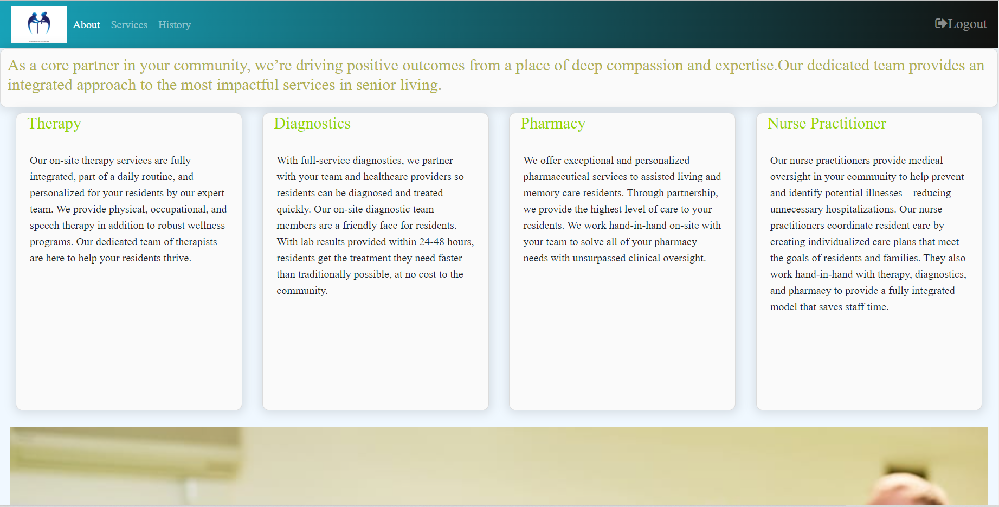 About Services History
Logout
As a core partner in your community, we’re driving positive outcomes from a place of deep compassion and expertise.Our dedicated team provides an
integrated approach to the most impactful services in senior living.
Therapy
Our on-site therapy services are fully
integrated, part of a daily routine, and
personalized for your residents by our expert
team. We provide physical, occupational, and
speech therapy in addition to robust wellness
programs. Our dedicated team of therapists
are here to help your residents thrive.
Diagnostics
With full-service diagnostics, we partner
with your team and healthcare providers so
residents can be diagnosed and treated
quickly. Our on-site diagnostic team
members are a friendly face for residents.
With lab results provided within 24-48 hours,
residents get the treatment they need faster
than traditionally possible, at no cost to the
community.
Pharmacy
We offer exceptional and personalized
pharmaceutical services to assisted living and
memory care residents. Through partnership,
we provide the highest level of care to your
residents. We work hand-in-hand on-site with
your team to solve all of your pharmacy
needs with unsurpassed clinical oversight.
Nurse Practitioner
Our nurse practitioners provide medical
oversight in your community to help prevent
and identify potential illnesses – reducing
unnecessary hospitalizations. Our nurse
practitioners coordinate resident care by
creating individualized care plans that meet
the goals of residents and families. They also
work hand-in-hand with therapy, diagnostics,
and pharmacy to provide a fully integrated
model that saves staff time.